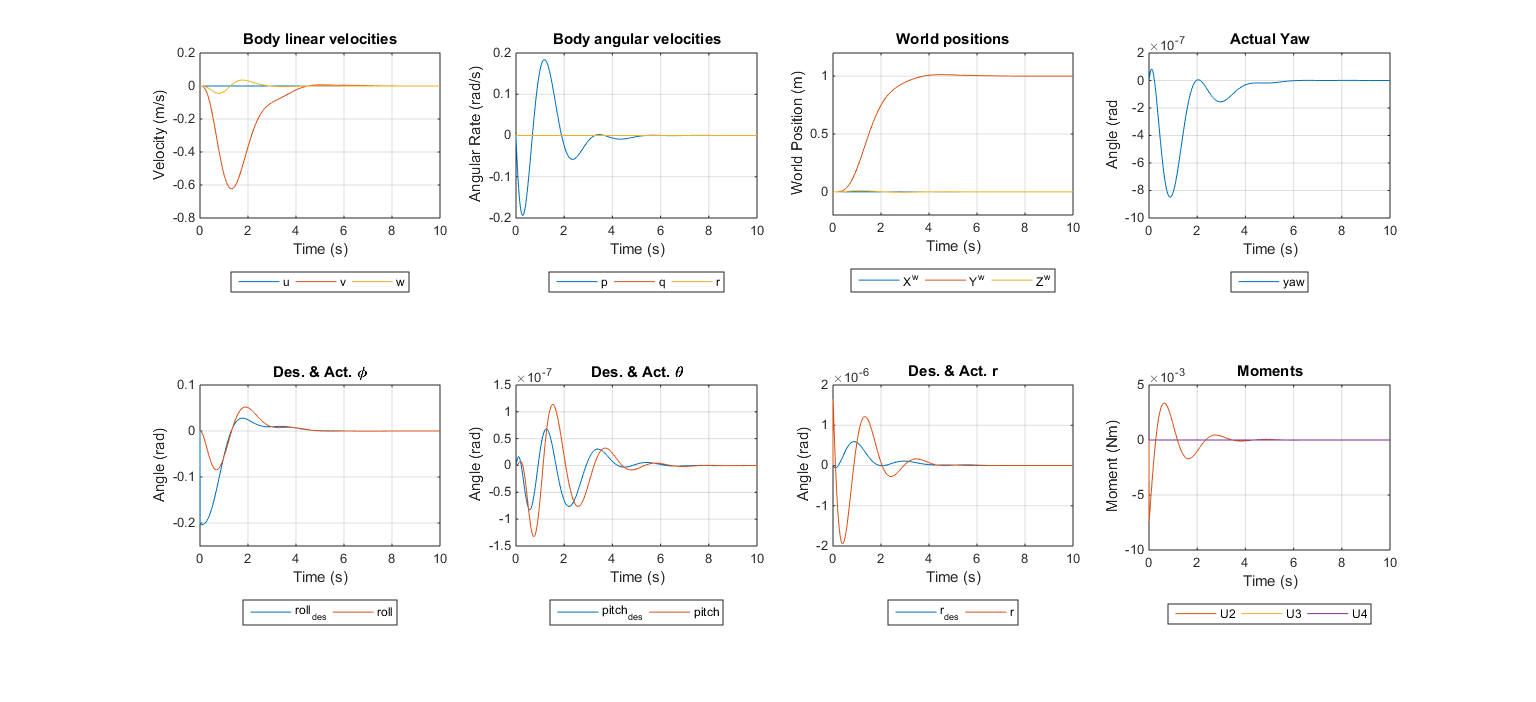 Body linear velocities
0.2
0
-0.2
-0.4
-0.6
-0.8
Velocity (m/s)
0 2 4 6 8 10
Time (s)
u v w
Body angular velocities
0.2
0.1
0
-0.1
-0.2
Angular Rate (rad/s)
0 2 4 6 8 10
Time (s)
p q r
World positions
1
0.5
0
World Position (m)
0 2 4 6 8 10
Time (s)
X^w Y^w Z^w
Actual Yaw
×10^-7
2
0
-2
-4
-6
-8
-10
Angle (rad
0 2 4 6 8 10
Time (s)
yaw
Des. & Act. ϕ
0.1
0
-0.1
-0.2
Angle (rad)
0 2 4 6 8 10
Time (s)
roll_des roll
Des. & Act. θ
×10^-7
1.5
1
0.5
0
-0.5
-1
-1.5
Angle (rad)
0 2 4 6 8 10
Time (s)
pitch_des pitch
Des. & Act. r
×10^-6
2
1
0
-1
-2
Angle (rad)
0 2 4 6 8 10
Time (s)
r_des r
Moments
×10^-3
5
0
-5
-10
Moment (Nm)
0 2 4 6 8 10
Time (s)
U2 U3 U4